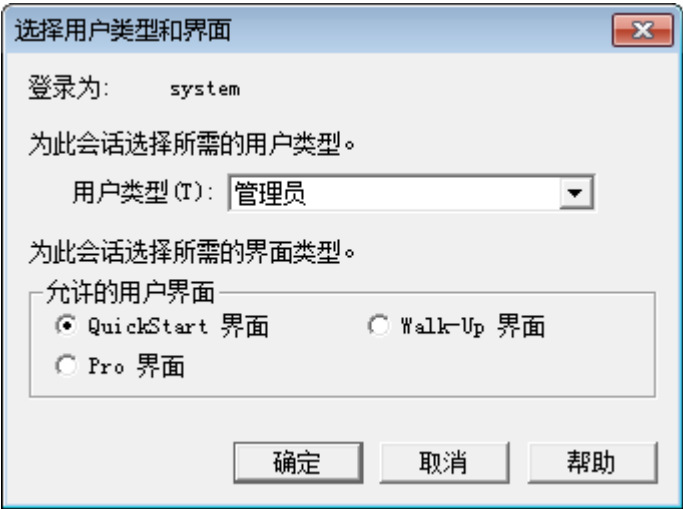 选择用户类型和界面
登录为: system
为此会话选择所需的用户类型。
用户类型(T): 管理员
为此会话选择所需的界面类型。
允许的用户界面
QuickStart 界面 Walk-Up 界面
Pro 界面
确定 取消 帮助